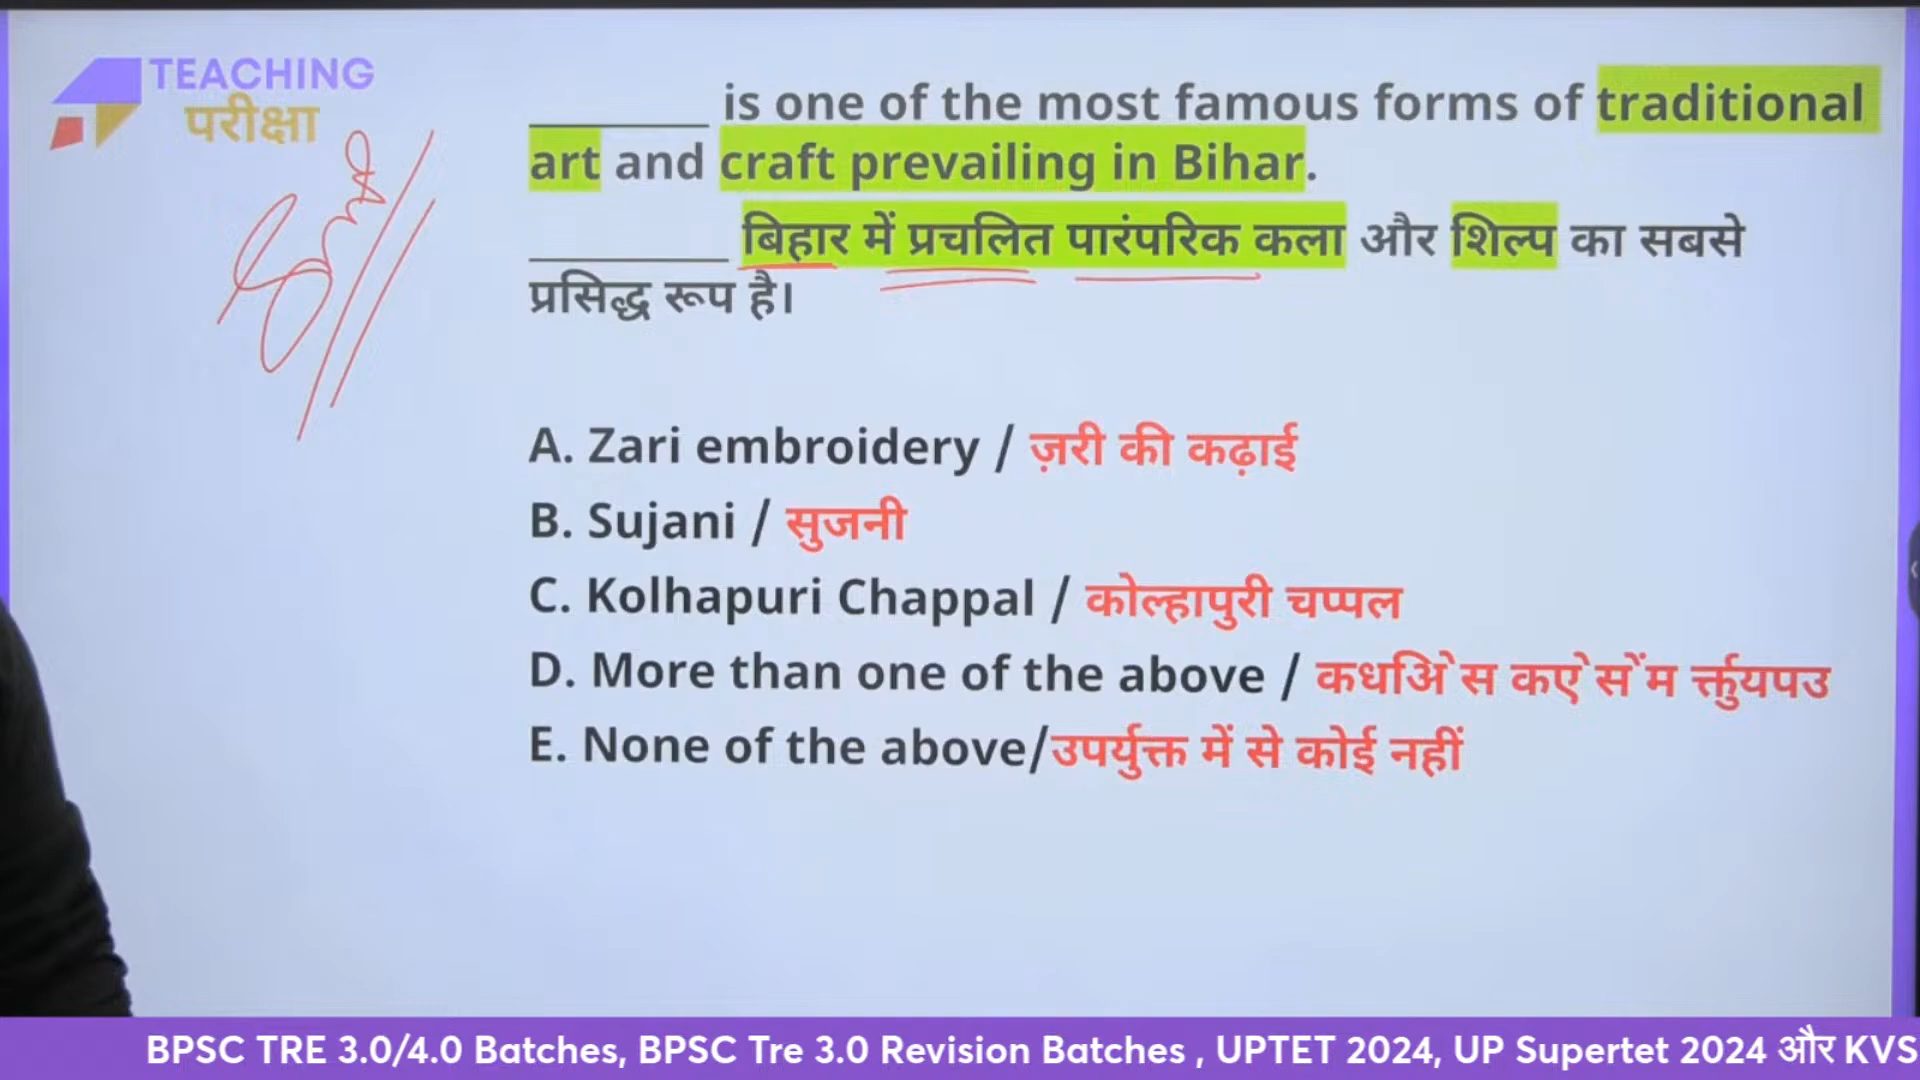 TEACHING
परीक्षा
________ is one of the most famous forms of traditional
art and craft prevailing in Bihar.
________ बिहार में प्रचलित पारंपरिक कला और शिल्प का सबसे
प्रसिद्ध रूप है।
A. Zari embroidery / ज़री की कढ़ाई
B. Sujani / सुजनी
C. Kolhapuri Chappal / कोल्हापुरी चप्पल
D. More than one of the above /
E. None of the above/उपर्युक्त में से कोई नहीं
BPSC TRE 3.0/4.0 Batches, BPSC Tre 3.0 Revision Batches , UPTET 2024, UP Supertet 2024 और KVS